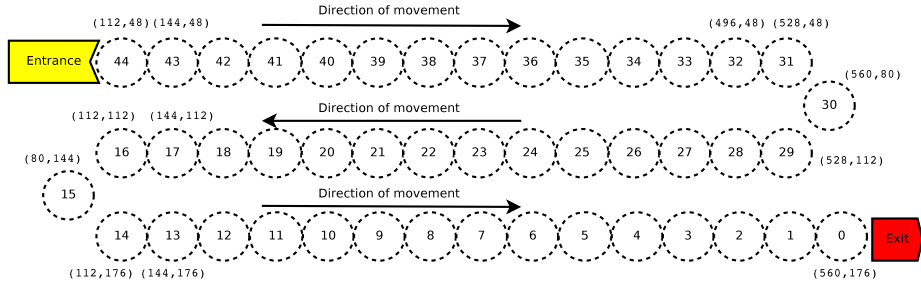 Direction of movement
(112,48) (144,48) (496,48) (528,48)
Entrance 44 43 42 41 40 39 38 37 36 35 34 33 32 31
(560,80)
30
Direction of movement
(112,112) (144,112)
16 17 18 19 20 21 22 23 24 25 26 27 28 29 (528,112)
(80,144)
15
Direction of movement
14 13 12 11 10 9 8 7 6 5 4 3 2 1 0 Exit
(112,176) (144,176) (560,176)